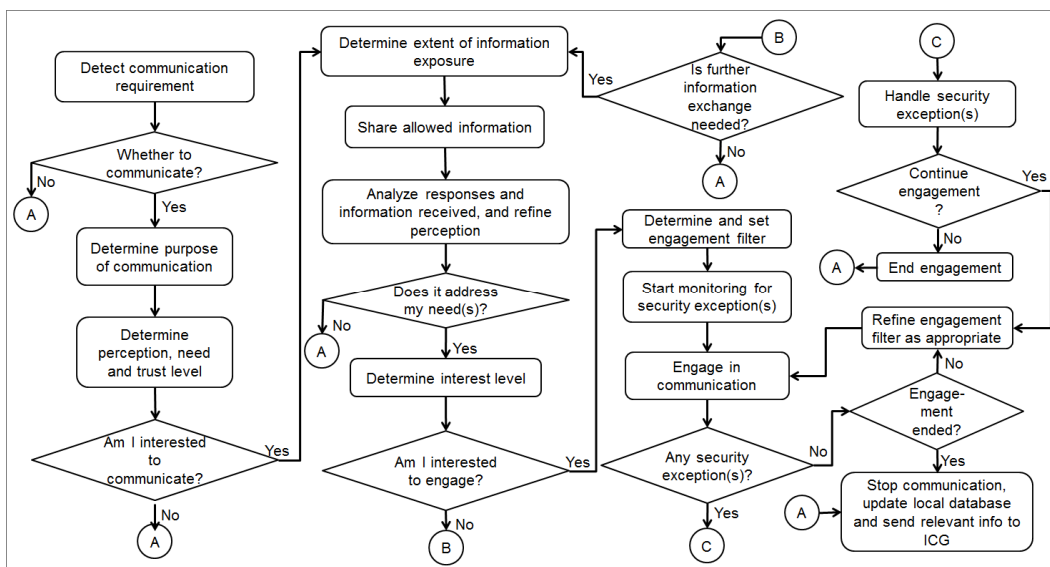 Detect communication
requirement
Whether to
communicate?
No
A
Yes
Determine purpose
of communication
Determine
perception, need
and trust level
Am I interested
to
communicate?
Yes
No
A
Determine extent of information
exposure
Share allowed information
Analyze responses and
information received, and refine
perception
Does it address
my need(s)?
No
A
Yes
Determine interest level
Am I interested
to engage?
Yes
No
B
B
Is further
information
exchange
needed?
Yes
No
A
Determine and set
engagement filter
Start monitoring for
security exception(s)
Engage in
communication
Any security
exception(s)?
No
Yes
C
C
Handle security
exception(s)
Continue
engagement
?
Yes
No
End engagement
A
Refine engagement
filter as appropriate
No
Engage-
ment
ended?
Yes
Stop communication,
update local database
and send relevant info to
ICG
A